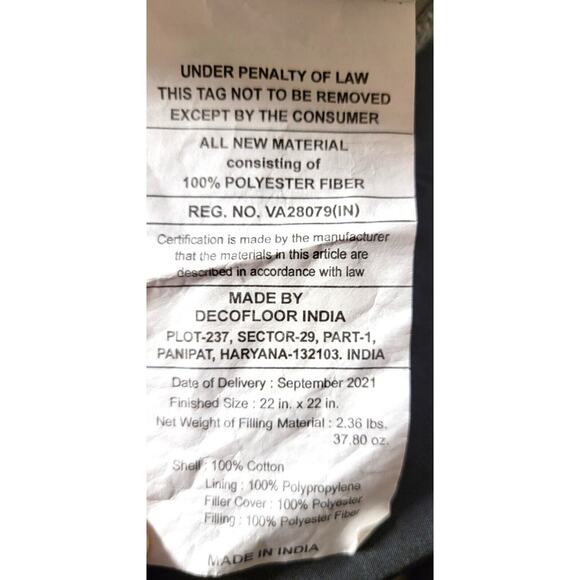 UNDER PENALTY OF LAW
THIS TAG NOT TO BE REMOVED
EXCEPT BY THE CONSUMER
ALL NEW MATERIAL
consisting of
100% POLYESTER FIBER
REG. NO. VA28079(IN)
Certification is made by the manufacturer
that the materials in this article are
described in accordance with law
MADE BY
DECOFLOOR INDIA
PLOT-237, SECTOR-29, PART-1,
PANIPAT, HARYANA-132103. INDIA
Date of Delivery : September 2021
Finished Size : 22 in. x 22 in.
Net Weight of Filling Material : 2.36 lbs.
37.80 oz.
Shell : 100% Cotton
Lining : 100% Polypropylene
Filler Cover : 100% Polyester
Filling : 100% Polyester Fiber
MADE IN INDIA